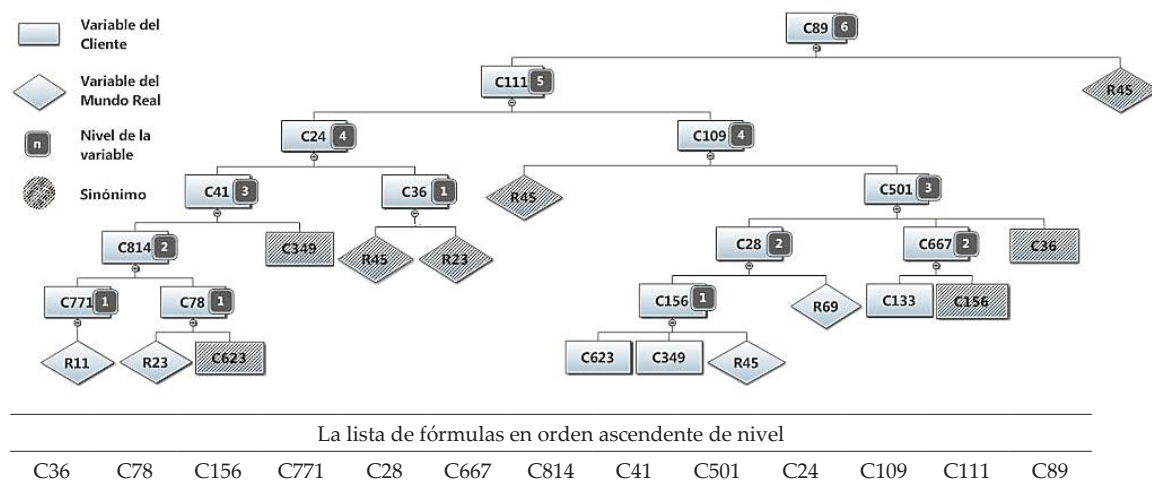 Variable del
Cliente
Variable del
Mundo Real
n
Nivel de la
variable
Sinónimo
C89 6
C111 5
R45
C24 4
C109 4
C41 3
C36 1
R45
C501 3
C814 2
C349
R45
R23
C28 2
C667 2
C36
C771 1
C78 1
C156 1
R69
C133
C156
R11
R23
C623
C623
C349
R45
La lista de fórmulas en orden ascendente de nivel
C36 C78 C156 C771 C28 C667 C814 C41 C501 C24 C109 C111 C89